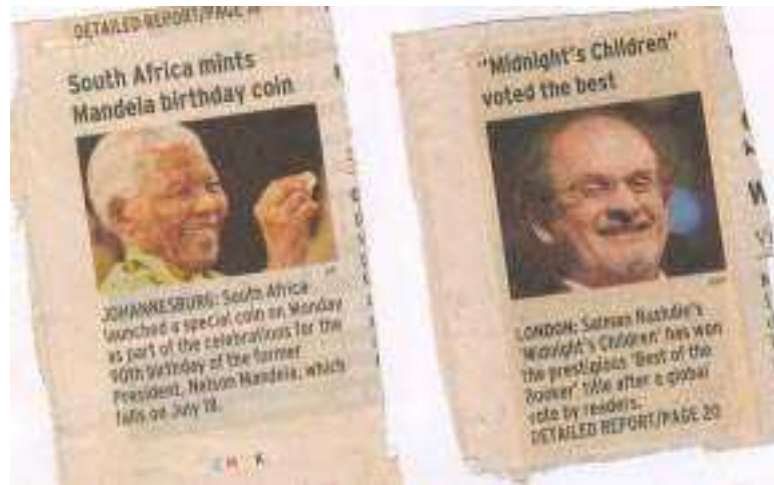 DETAILED REPORT/PAGE
South Africa mints
Mandela birthday coin
JOHANNESBURG: South Africa
launched a special coin on Monday
as part of the celebrations for the
90th birthday of the former
President, Nelson Mandela, which
falls on July 18.
C M K
"Midnight's Children"
voted the best
LONDON: Salman Rushdie's
'Midnight's Children' has won
the prestigious 'Best of the
Booker' title after a global
vote by readers.
DETAILED REPORT/PAGE 20